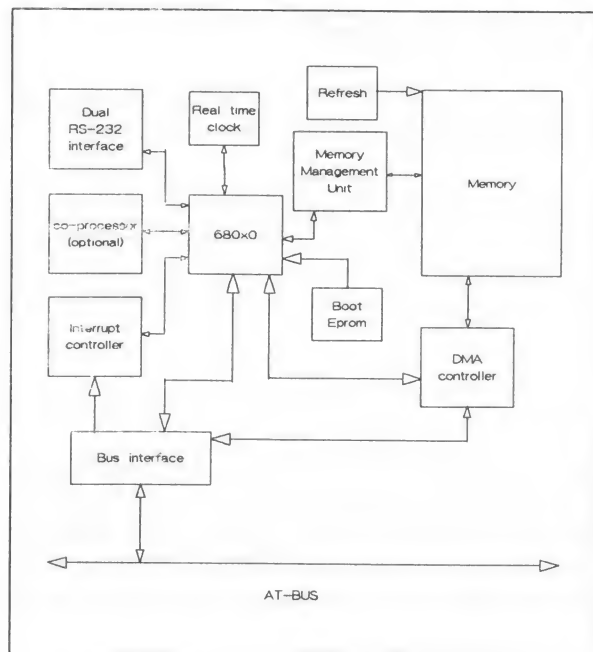 Dual
RS-232
interface
Real time
clock
Refresh
Memory
Management
Unit
Memory
co-processor
(optional)
680x0
Boot
Eprom
Interrupt
controller
DMA
controller
Bus interface
AT-BUS